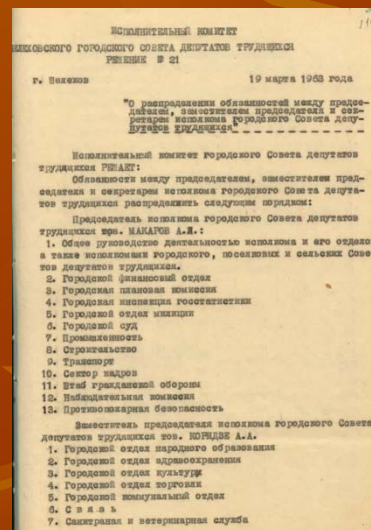 ИСПОЛНИТЕЛЬНЫЙ КОМИТЕТ
ЕЛЕХОВСКОГО ГОРОДСКОГО СОВЕТА ДЕПУТАТОВ ТРУДЯЩИХСЯ
РЕШЕНИЕ № 21
г. Шелехов 19 марта 1963 года
"О распределении обязанностей между предсе-
дателем, заместителем председателя и сек-
ретарем исполкома городского Совета депу-
татов трудящихся"
Исполнительный комитет городского Совета депутатов
трудящихся РЕШАЕТ:
Обязанности между председателем, заместителем пред-
седателя и секретарем исполкома городского Совета депута-
тов трудящихся распределить следующим порядком:
Председатель исполкома городского Совета депутатов
трудящихся тов. МАКАРОВ А.Я.:
1. Общее руководство деятельностью исполкома и его отдело
а также исполкомами городского, поселковых и сельских Сове
тов депутатов трудящихся.
2. Городской финансовый отдел
3. Городская плановая комиссия
4. Городская инспекция госстатистики
5. Городской отдел милиции
6. Городской суд
7. Промышленность
8. Строительство
9. Транспорт
10. Сектор кадров
11. Штаб гражданской обороны
12. Наблюдательная комиссия
13. Противопожарная безопасность
Заместитель председателя исполкома городского Совета
депутатов трудящихся тов. А.А.
1. Городской отдел народного образования
2. Городской отдел здравоохранения
3. Городской отдел культуры
4. Городской отдел торговли
5. Городской коммунальный отдел
6. С в я з ь
7. Санитарная и ветеринарная служба